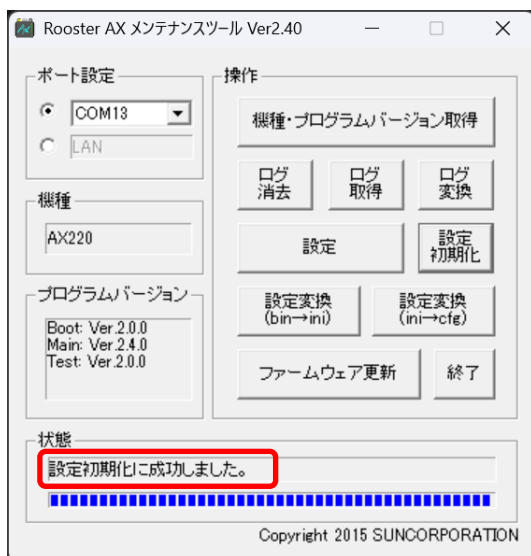 Rooster AX メンテナンスツール Ver2.40
ポート設定
COM13
LAN
機種
AX220
プログラムバージョン
Boot: Ver.2.0.0
Main: Ver.2.4.0
Test: Ver.2.0.0
操作
機種・プログラムバージョン取得
ログ
消去
ログ
取得
ログ
変換
設定
設定
初期化
設定変換
(bin→ini)
設定変換
(ini→cfg)
ファームウェア更新
終了
状態
設定初期化に成功しました。
Copyright 2015 SUNCORPORATION